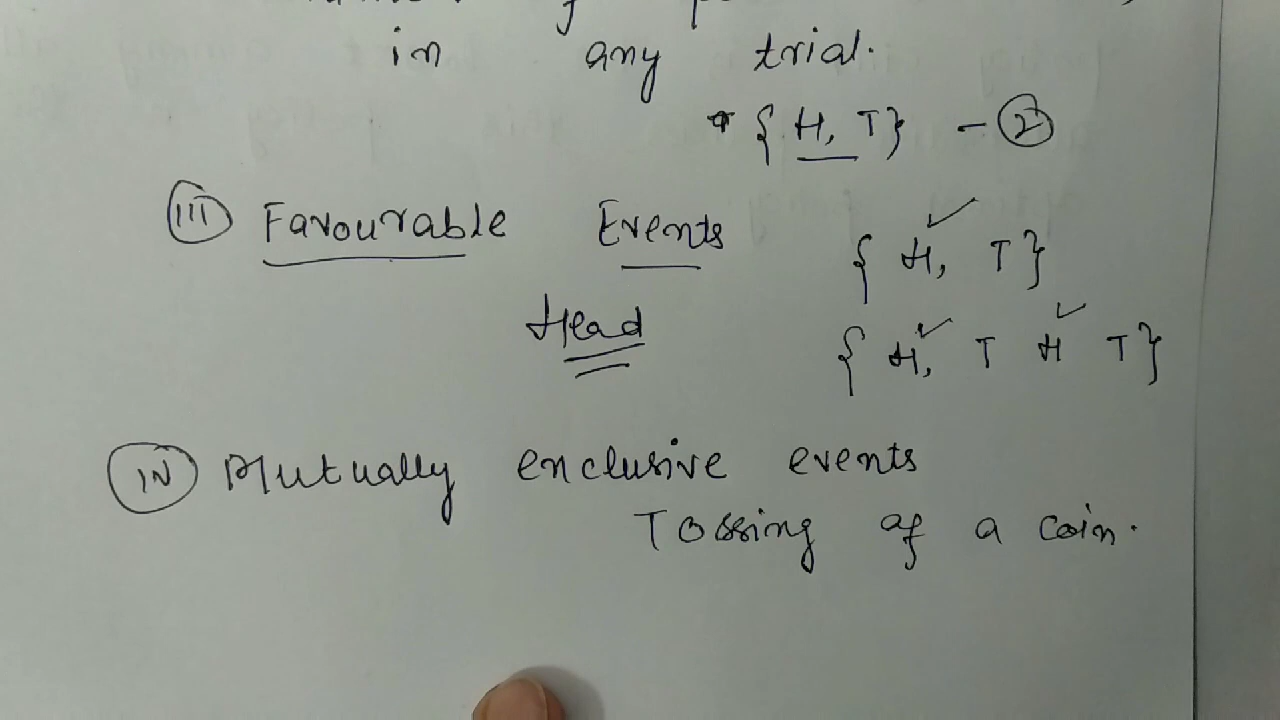 in any trial.
{ H, T} - 2
III Favourable Events { H, T}
Head { H, T H T}
IV Mutually exclusive events
Tossing of a coin.